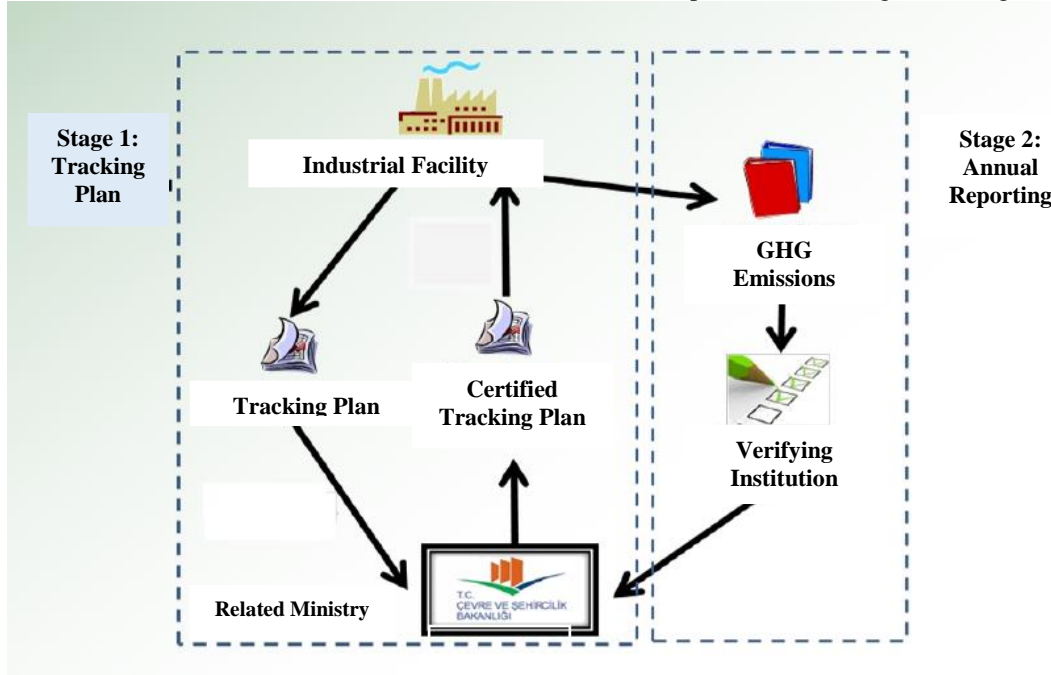 Stage 1:
Tracking
Plan
Industrial Facility
Stage 2:
Annual
Reporting
GHG
Emissions
Tracking Plan
Certified
Tracking Plan
Verifying
Institution
Related Ministry
T.C.
ÇEVRE VE ŞEHİRCİLİK
BAKANLIĞI